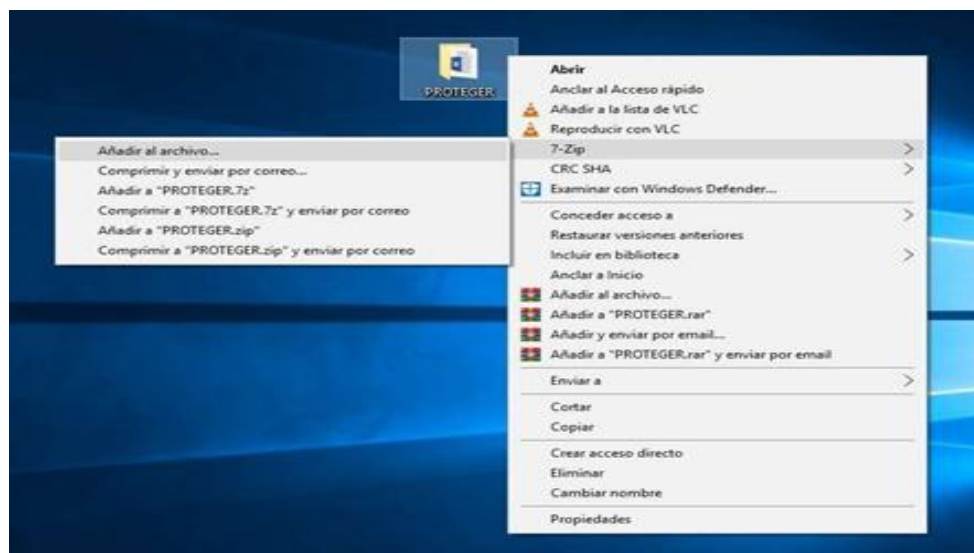 PROTEGER
Abrir
Anclar al Acceso rápido
Añadir a la lista de VLC
Reproducir con VLC
7-Zip
CRC SHA
Examinar con Windows Defender...
Conceder acceso a
Restaurar versiones anteriores
Incluir en biblioteca
Anclar a Inicio
Añadir al archivo...
Añadir a "PROTEGER.rar"
Añadir y enviar por email...
Añadir a "PROTEGER.rar" y enviar por email
Enviar a
Cortar
Copiar
Crear acceso directo
Eliminar
Cambiar nombre
Propiedades
Añadir al archivo...
Comprimir y enviar por correo...
Añadir a "PROTEGER.7z"
Comprimir a "PROTEGER.7z" y enviar por correo
Añadir a "PROTEGER.zip"
Comprimir a "PROTEGER.zip" y enviar por correo